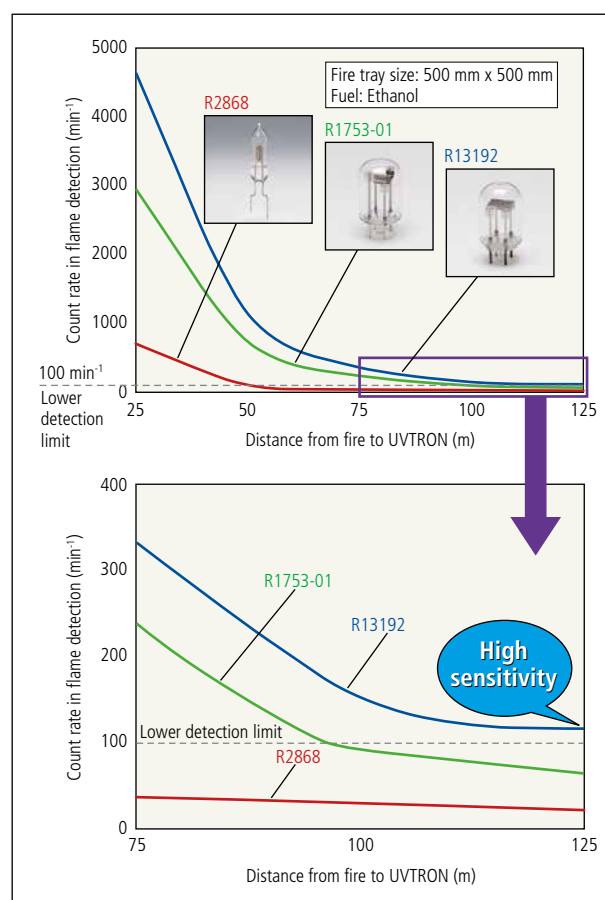 5000
4000
3000
2000
1000
0
Count rate in flame detection (min⁻¹)
Fire tray size: 500 mm x 500 mm
Fuel: Ethanol
R2868
R1753-01
R13192
100 min⁻¹
Lower
detection
limit
25
50
75
100
125
Distance from fire to UVTRON (m)
400
300
200
100
0
Count rate in flame detection (min⁻¹)
R1753-01
R13192
High
sensitivity
Lower detection limit
R2868
75
100
125
Distance from fire to UVTRON (m)